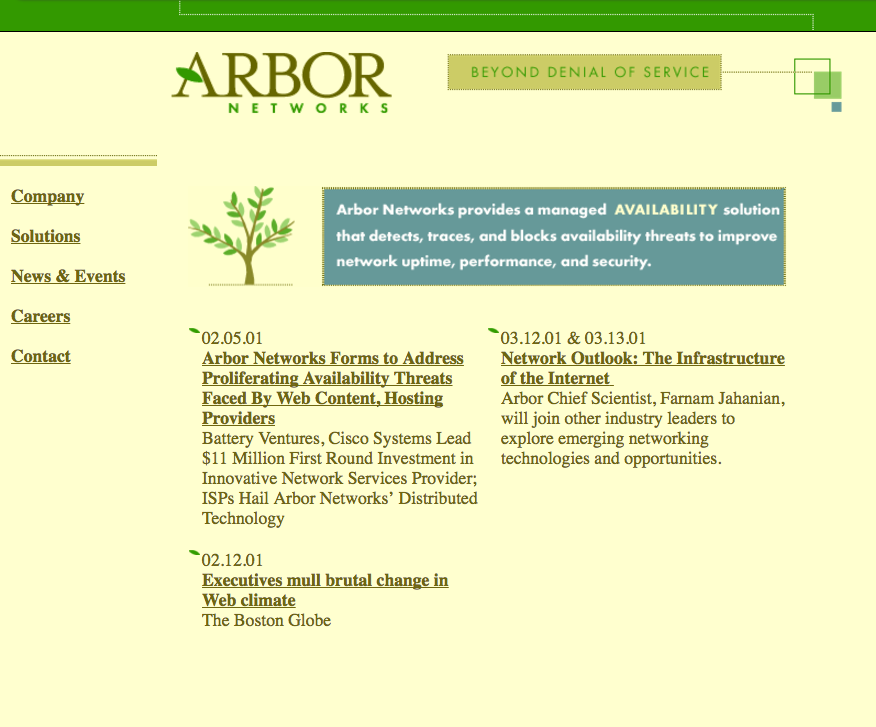 ARBOR
NETWORKS
BEYOND DENIAL OF SERVICE
Company
Solutions
News & Events
Careers
Contact
Arbor Networks provides a managed AVAILABILITY solution
that detects, traces, and blocks availability threats to improve
network uptime, performance, and security.
02.05.01
Arbor Networks Forms to Address
Proliferating Availability Threats
Faced By Web Content, Hosting
Providers
Battery Ventures, Cisco Systems Lead
$11 Million First Round Investment in
Innovative Network Services Provider;
ISPs Hail Arbor Networks’ Distributed
Technology
02.12.01
Executives mull brutal change in
Web climate
The Boston Globe
03.12.01 & 03.13.01
Network Outlook: The Infrastructure
of the Internet
Arbor Chief Scientist, Farnam Jahanian,
will join other industry leaders to
explore emerging networking
technologies and opportunities.